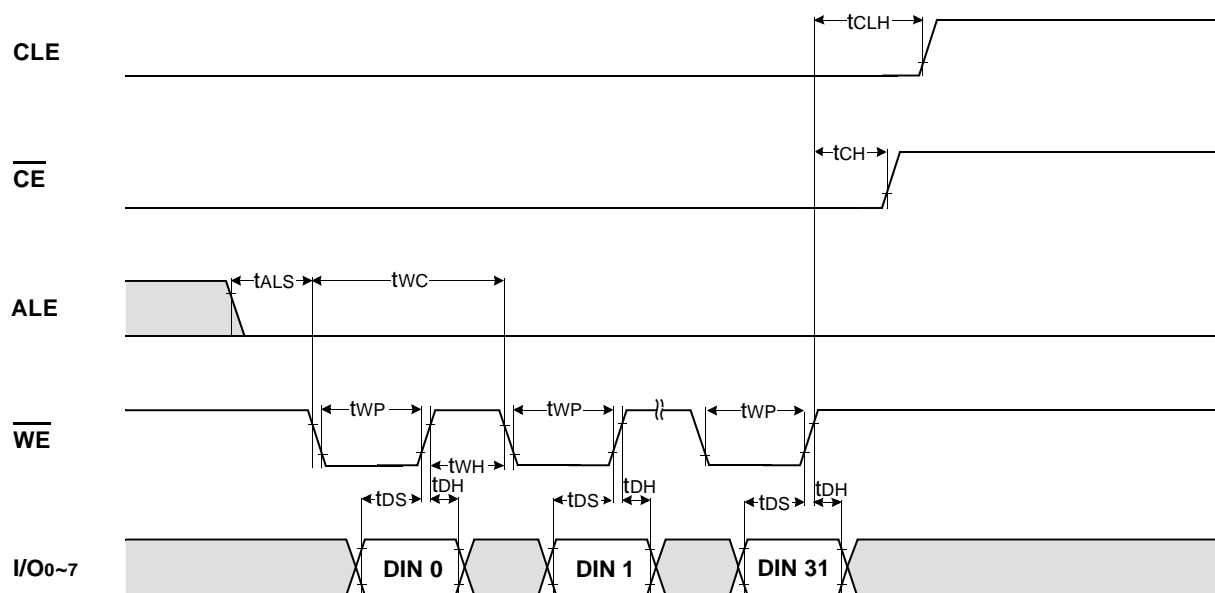 tCLH
CLE
tCH
CE
tALS
tWC
ALE
tWP
tWP
tWP
WE
tWH
tDS
tDH
tDS
tDH
tDS
tDH
I/O0~7
DIN 0
DIN 1
DIN 31